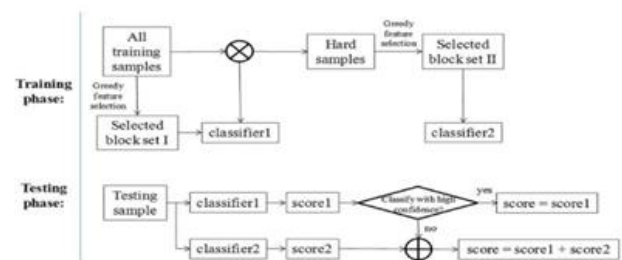 All
training
samples
Hard
samples
Greedy
feature
selection
Selected
block set II
Training
phase:
Greedy
feature
selection
Selected
block set I
classifier1
classifier2
Testing
phase:
Testing
sample
classifier1
score1
Classify with high
confidence?
yes
score = score1
no
classifier2
score2
score = score1 + score2